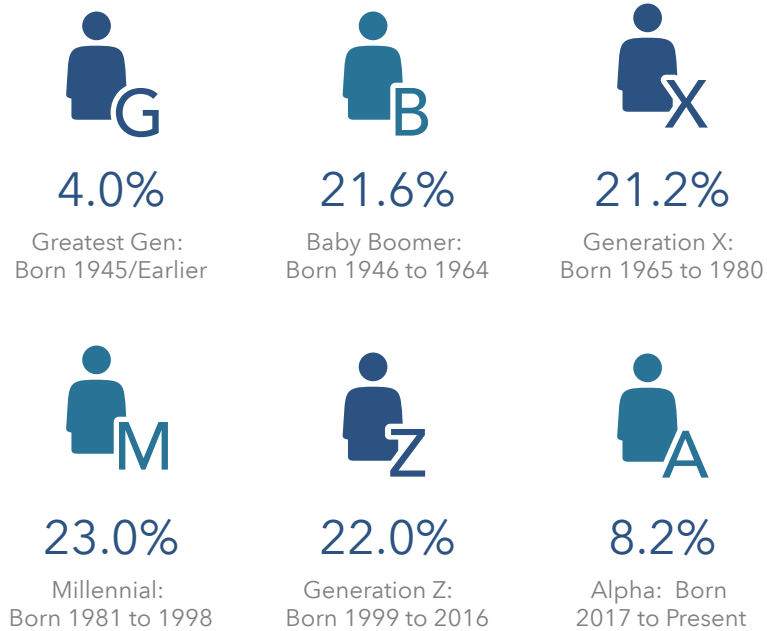 G
B
X
4.0%
21.6%
21.2%
Greatest Gen:
Born 1945/Earlier
Baby Boomer:
Born 1946 to 1964
Generation X:
Born 1965 to 1980
M
Z
A
23.0%
22.0%
8.2%
Millennial:
Born 1981 to 1998
Generation Z:
Born 1999 to 2016
Alpha:  Born
2017 to Present